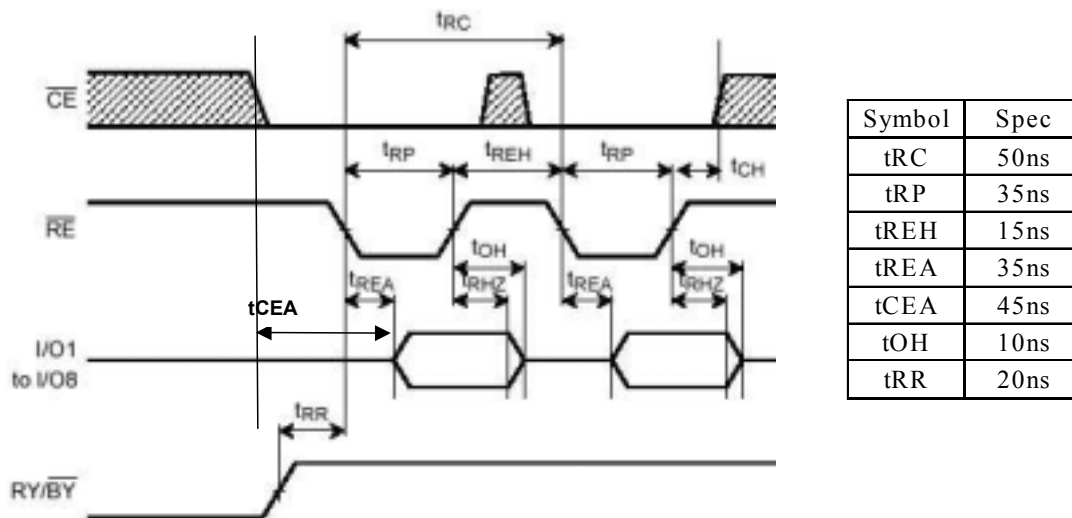 tRC
CE
tRP tREH tRP tCH
RE
tOH tOH
tREA tRHZ tREA tRHZ
tCEA
I/O1
to I/O8
tRR
RY/BY
Symbol Spec
tRC 50ns
tRP 35ns
tREH 15ns
tREA 35ns
tCEA 45ns
tOH 10ns
tRR 20ns